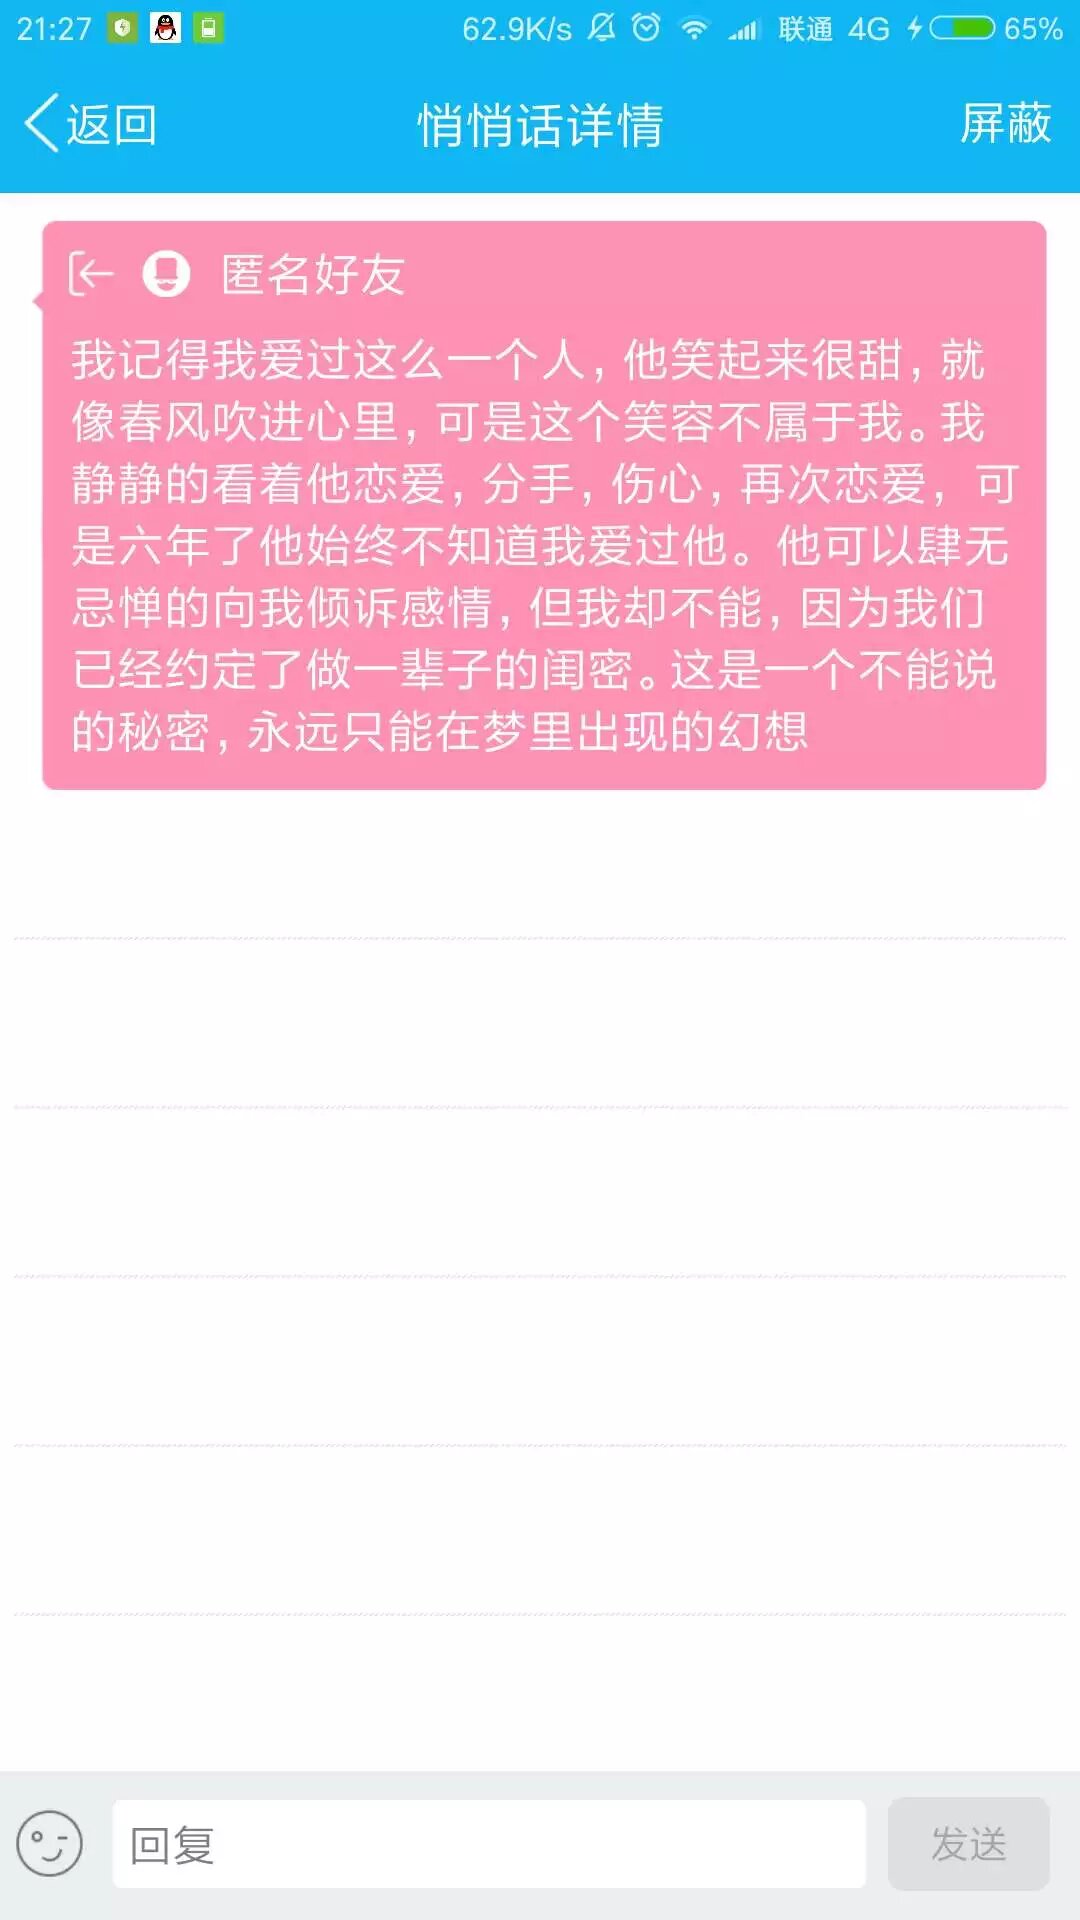 21:27 62.9K/s 联通 4G 65%
返回 悄悄话详情 屏蔽
匿名好友
我记得我爱过这么一个人，他笑起来很甜，就
像春风吹进心里，可是这个笑容不属于我。我
静静的看着他恋爱，分手，伤心，再次恋爱， 可
是六年了他始终不知道我爱过他。他可以肆无
忌惮的向我倾诉感情，但我却不能，因为我们
已经约定了做一辈子的闺密。这是一个不能说
的秘密，永远只能在梦里出现的幻想
回复 发送